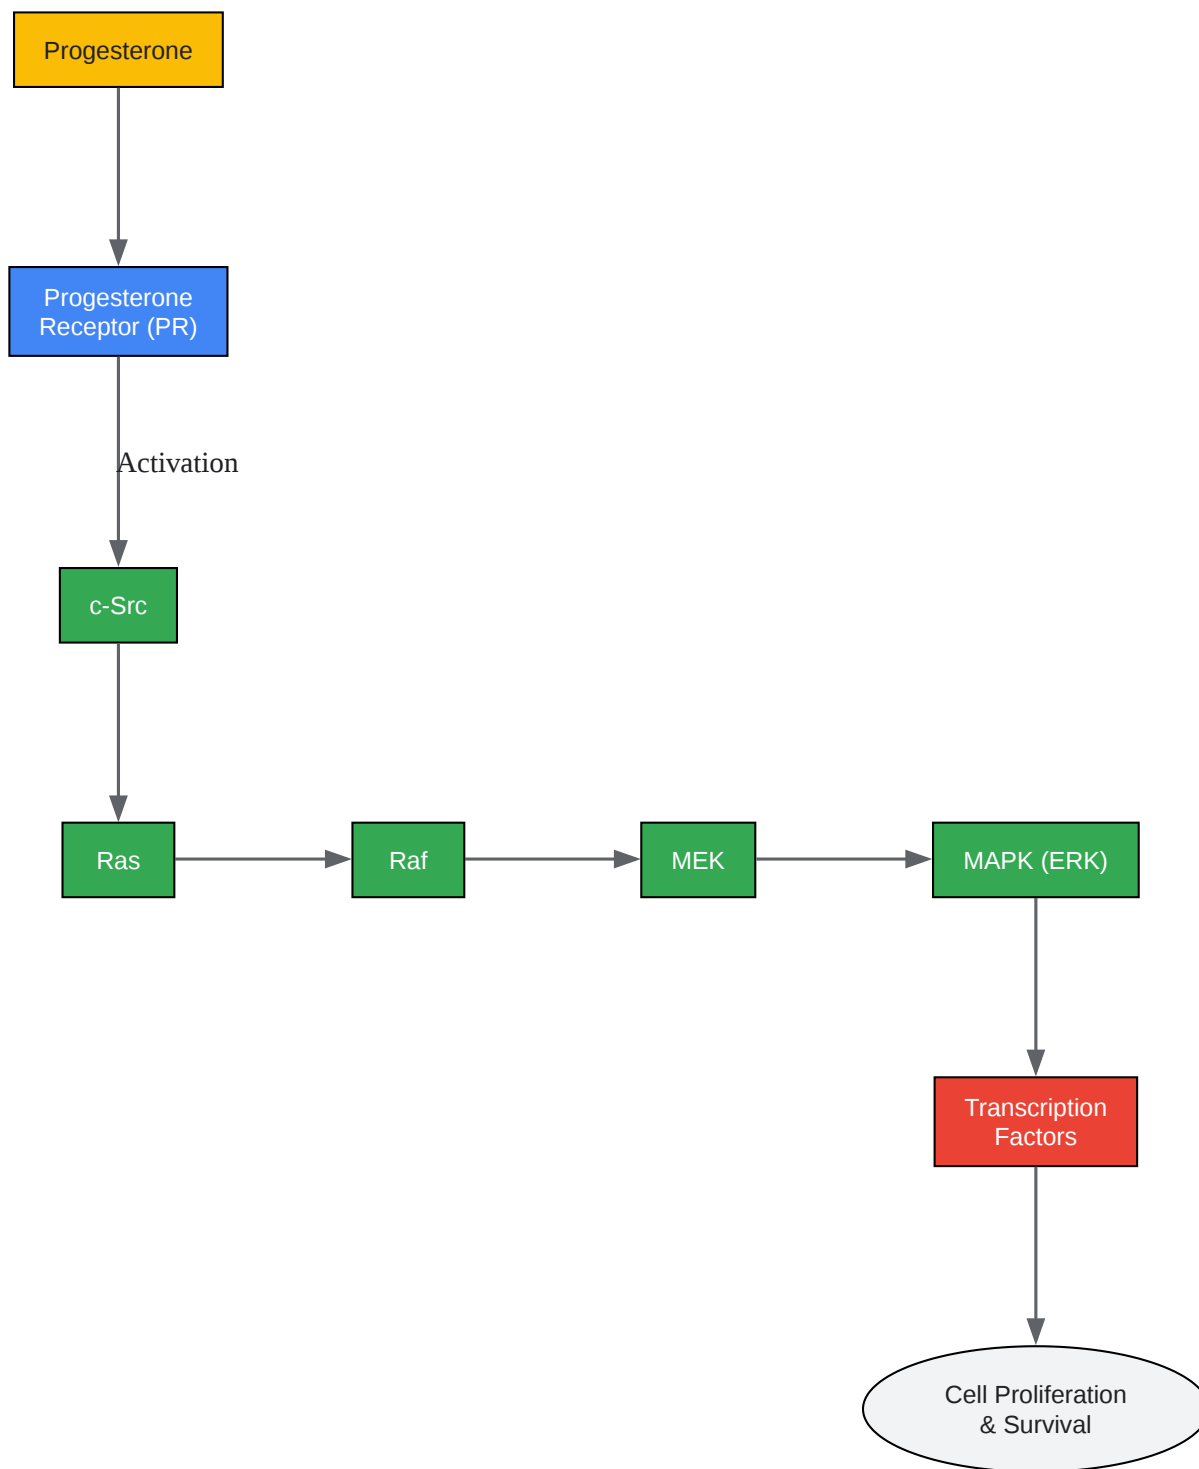 Progesterone
Progesterone
Receptor (PR)
Activation
c-Src
Ras
Raf
MEK
MAPK (ERK)
Transcription
Factors
Cell Proliferation
& Survival